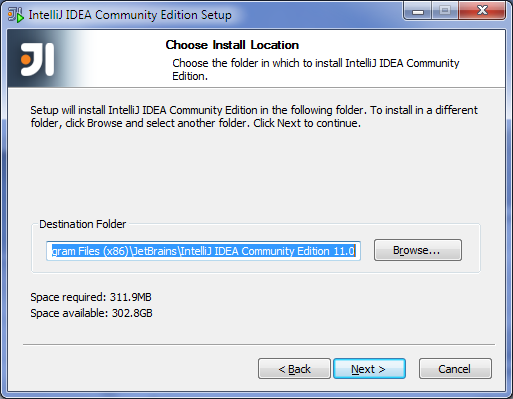 IntelliJ IDEA Community Edition Setup
Choose Install Location
Choose the folder in which to install IntelliJ IDEA Community
Edition.
Setup will install IntelliJ IDEA Community Edition in the following folder. To install in a different
folder, click Browse and select another folder. Click Next to continue.
Destination Folder
gram Files (x86)\JetBrains\IntelliJ IDEA Community Edition 11.0
Browse...
Space required: 311.9MB
Space available: 302.8GB
< Back
Next >
Cancel